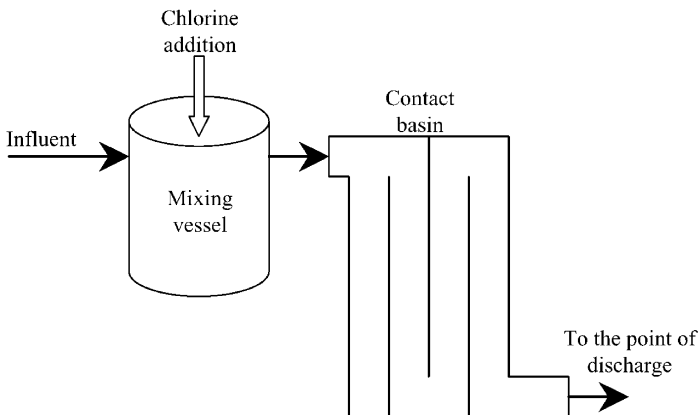 Chlorine
addition
Influent
Mixing
vessel
Contact
basin
To the point of
discharge